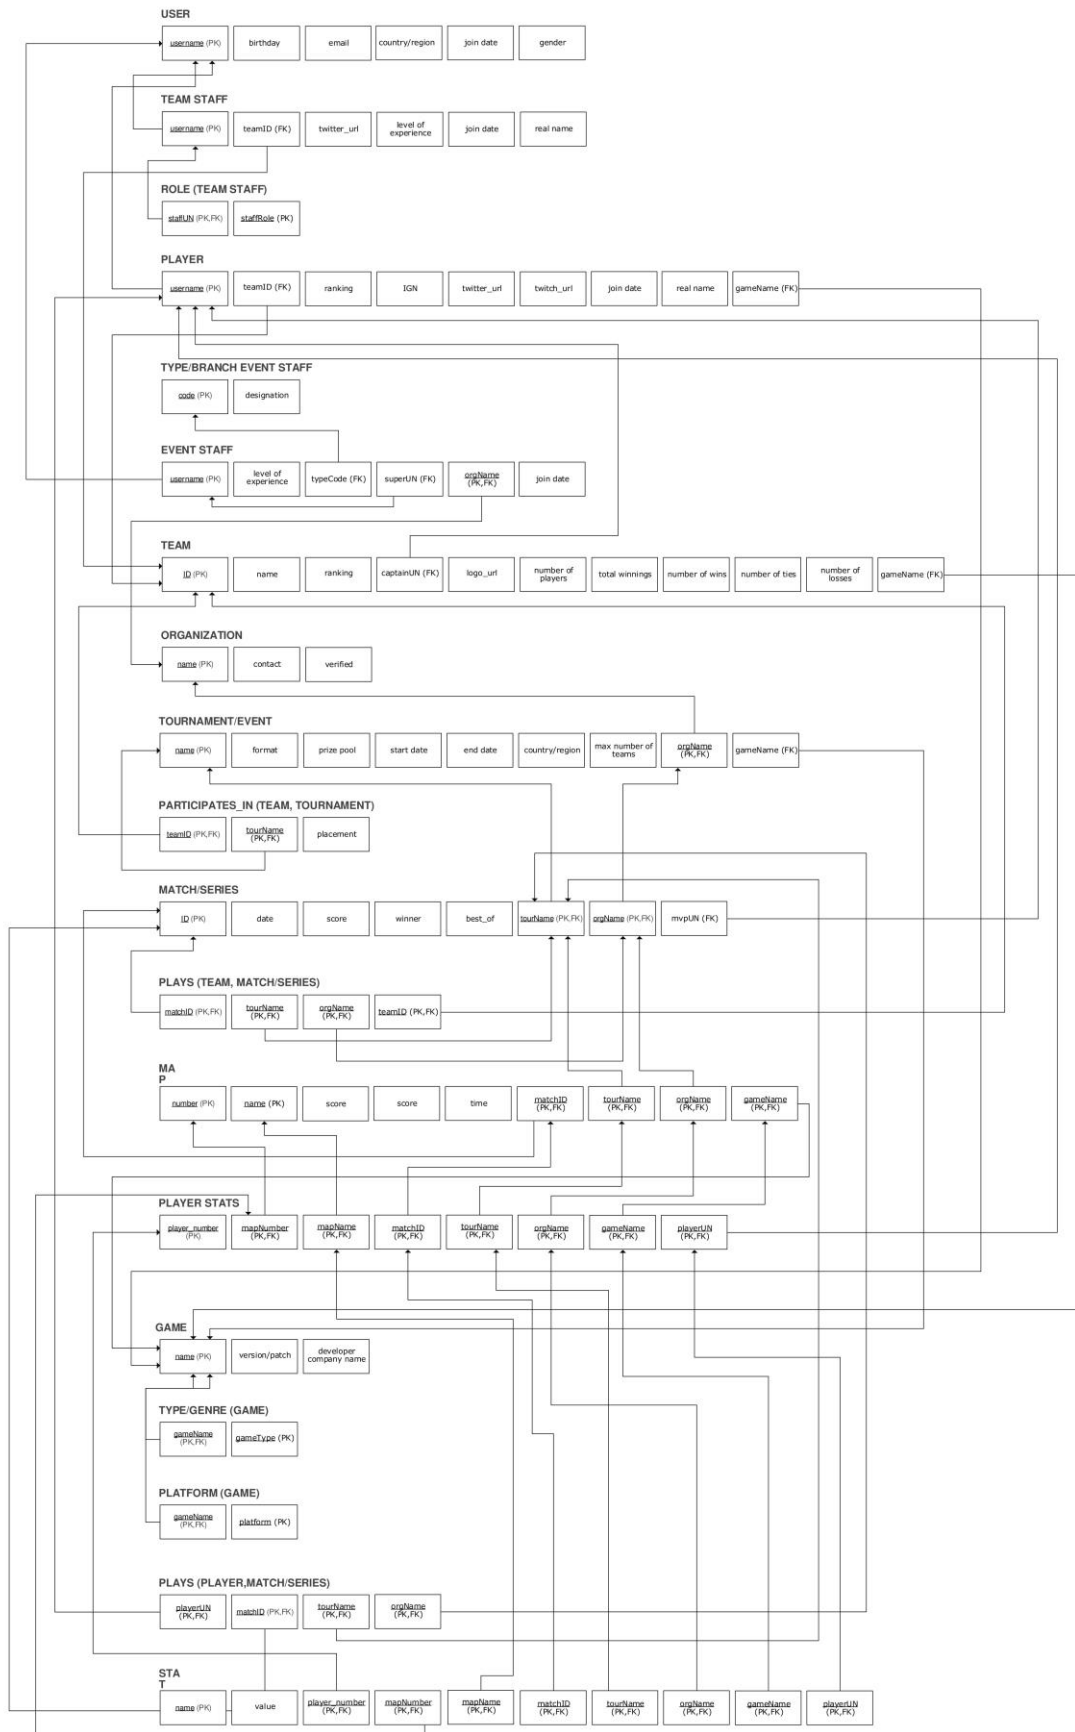 USER
username (PK) birthday email country/region join date gender
TEAM STAFF
username (PK) teamID (FK) twitter_url level of experience join date real name
ROLE (TEAM STAFF)
staffUN (PK,FK) staffRole (PK)
PLAYER
username (PK) teamID (FK) ranking IGN twitter_url twitch_url join date real name gameName (FK)
TYPE/BRANCH EVENT STAFF
code (PK) designation
EVENT STAFF
username (PK) level of experience typeCode (FK) superUN (FK) orgName (PK,FK) join date
TEAM
ID (PK) name ranking captainUN (FK) logo_url number of players total winnings number of wins number of ties number of losses gameName (FK)
ORGANIZATION
name (PK) contact verified
TOURNAMENT/EVENT
name (PK) format prize pool start date end date country/region max number of teams orgName (PK,FK) gameName (FK)
PARTICIPATES_IN (TEAM, TOURNAMENT)
teamID (PK,FK) tourName (PK,FK) placement
MATCH/SERIES
ID (PK) date score winner best_of tourName (PK,FK) orgName (PK,FK) mvpUN (FK)
PLAYS (TEAM, MATCH/SERIES)
matchID (PK,FK) tourName (PK,FK) orgName (PK,FK) teamID (PK,FK)
MA
P
number (PK) name (PK) score score time matchID (PK,FK) tourName (PK,FK) orgName (PK,FK) gameName (PK,FK)
PLAYER STATS
player_number (PK) mapNumber (PK,FK) mapName (PK,FK) matchID (PK,FK) tourName (PK,FK) orgName (PK,FK) gameName (PK,FK) playerUN (PK,FK)
GAME
name (PK) version/patch developer company name
TYPE/GENRE (GAME)
gameName (PK,FK) gameType (PK)
PLATFORM (GAME)
gameName (PK,FK) platform (PK)
PLAYS (PLAYER,MATCH/SERIES)
playerUN (PK,FK) matchID (PK,FK) tourName (PK,FK) orgName (PK,FK)
STA
T
name (PK) value player_number (PK,FK) mapNumber (PK,FK) mapName (PK,FK) matchID (PK,FK) tourName (PK,FK) orgName (PK,FK) gameName (PK,FK) playerUN (PK,FK)